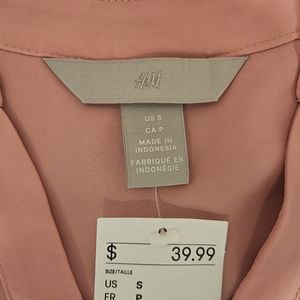 H&M
US S
CA P
MADE IN
INDONESIA
FABRIQUÉ EN
INDONÉSIE
$ 39.99
SIZE/TAILLE
US S
FR P